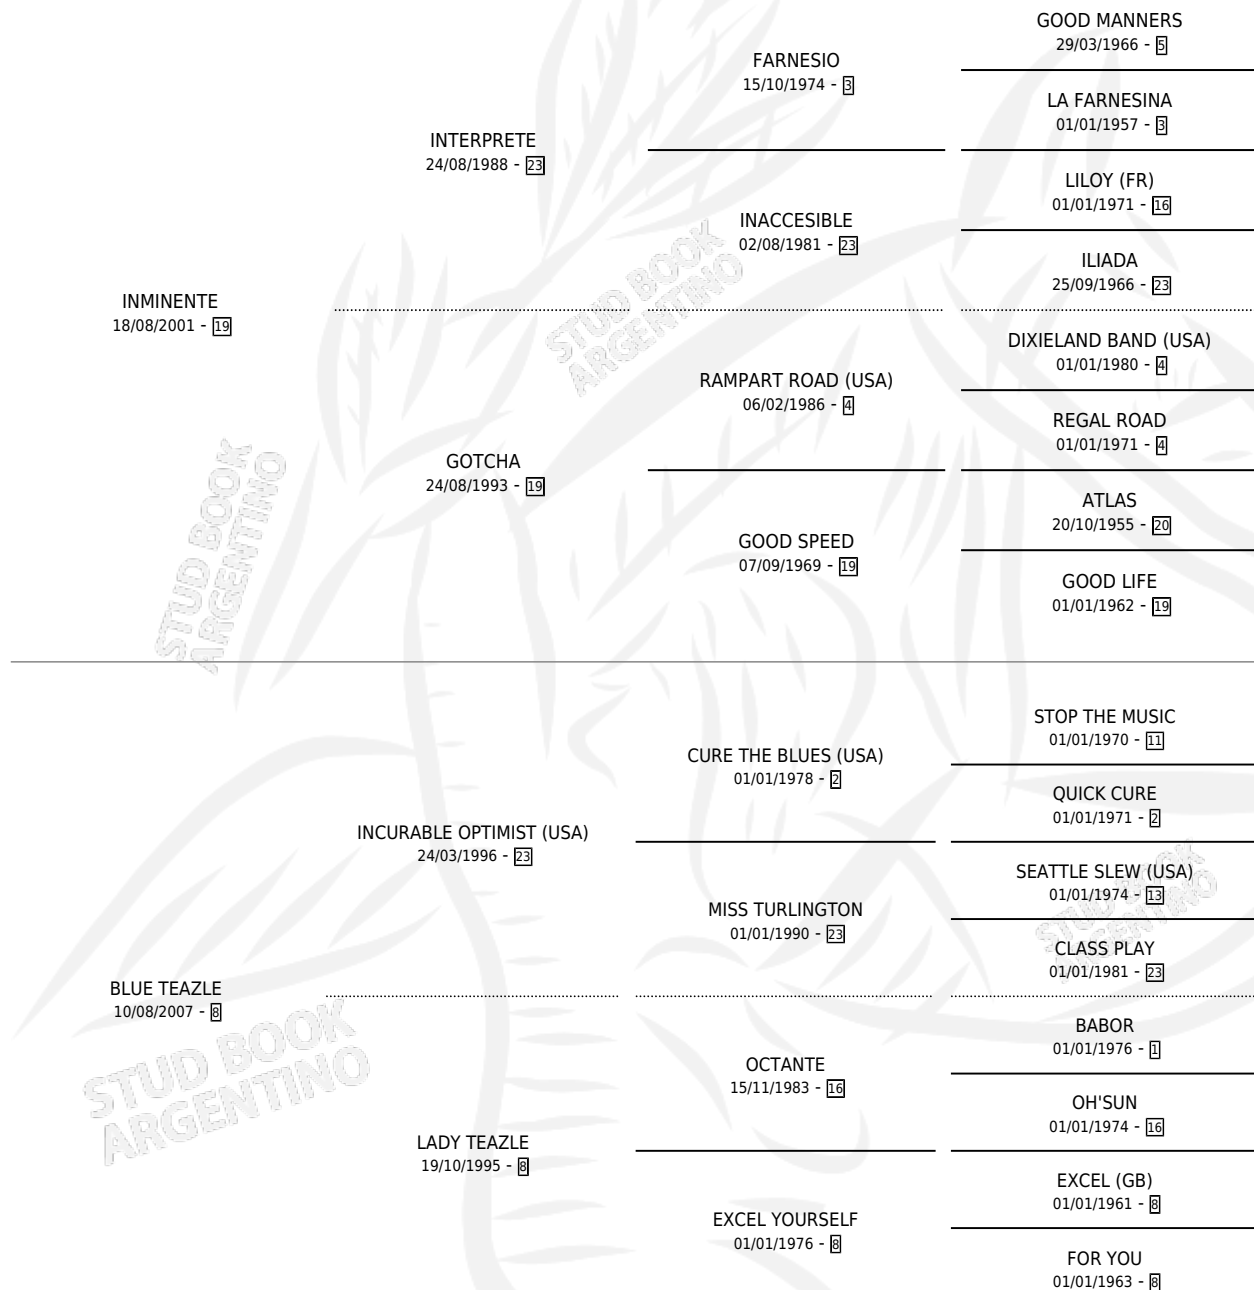 GOOD MANNERS
29/03/1966 - 5
FARNESIO
15/10/1974 - 3
LA FARNESINA
01/01/1957 - 3
INTERPRETE
24/08/1988 - 23
LILOY (FR)
01/01/1971 - 16
INACCESIBLE
02/08/1981 - 23
ILIADA
25/09/1966 - 23
INMINENTE
18/08/2001 - 19
DIXIELAND BAND (USA)
01/01/1980 - 4
RAMPART ROAD (USA)
06/02/1986 - 4
REGAL ROAD
01/01/1971 - 4
GOTCHA
24/08/1993 - 19
ATLAS
20/10/1955 - 20
GOOD SPEED
07/09/1969 - 19
GOOD LIFE
01/01/1962 - 19
STUD BOOK
ARGENTINO
STUD BOOK
ARGENTINO
STOP THE MUSIC
01/01/1970 - 11
CURE THE BLUES (USA)
01/01/1978 - 2
QUICK CURE
01/01/1971 - 2
INCURABLE OPTIMIST (USA)
24/03/1996 - 23
SEATTLE SLEW (USA)
01/01/1974 - 13
MISS TURLINGTON
01/01/1990 - 23
CLASS PLAY
01/01/1981 - 23
BLUE TEAZLE
10/08/2007 - 8
BABOR
01/01/1976 - 1
OCTANTE
15/11/1983 - 16
OH'SUN
01/01/1974 - 16
LADY TEAZLE
19/10/1995 - 8
EXCEL (GB)
01/01/1961 - 8
EXCEL YOURSELF
01/01/1976 - 8
FOR YOU
01/01/1963 - 8
STUD BOOK
ARGENTINO
STUD BOOK
ARGENTINO